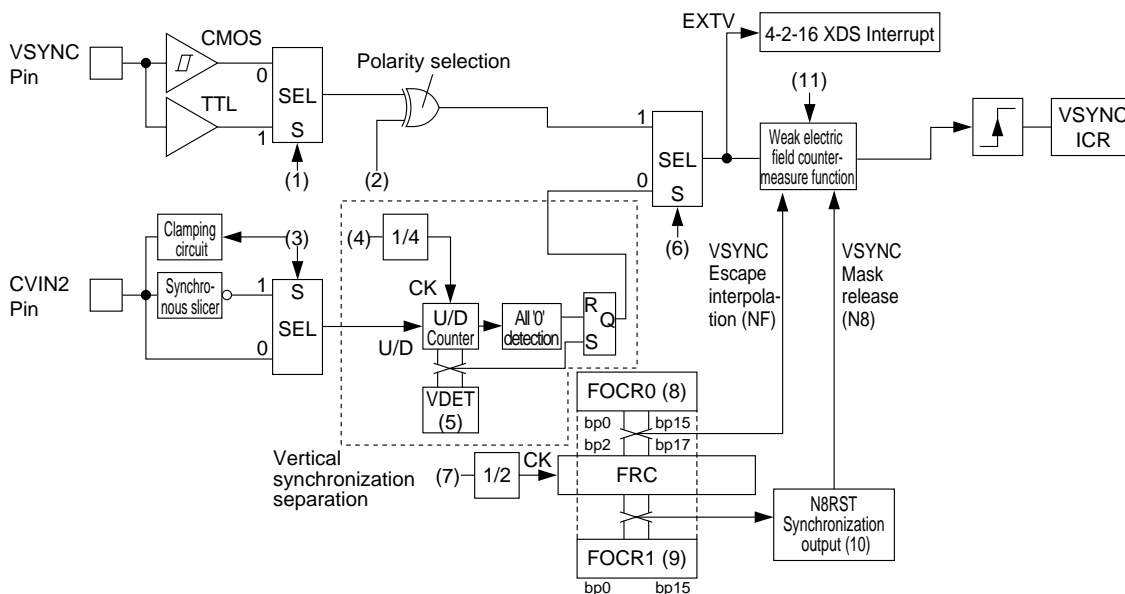 EXTV
4-2-16 XDS Interrupt
VSYNC
Pin
CMOS
0
TTL
1
SEL
S
(1)
Polarity selection
(2)
1
0
SEL
S
(6)
(11)
Weak electric
field counter-
measure function
VSYNC
ICR
VSYNC
Escape
interpola-
tion (NF)
VSYNC
Mask
release
(N8)
Clamping
circuit
(3)
CVIN2
Pin
Synchro-
nous slicer
1
0
S
SEL
(4)
1/4
CK
U/D
U/D
Counter
All '0'
detection
R
Q
S
VDET
(5)
Vertical
synchronization
separation
(7)
1/2
CK
FOCR0 (8)
bp0
bp15
bp2
bp17
FRC
FOCR1 (9)
bp0
bp15
N8RST
Synchronization
output (10)